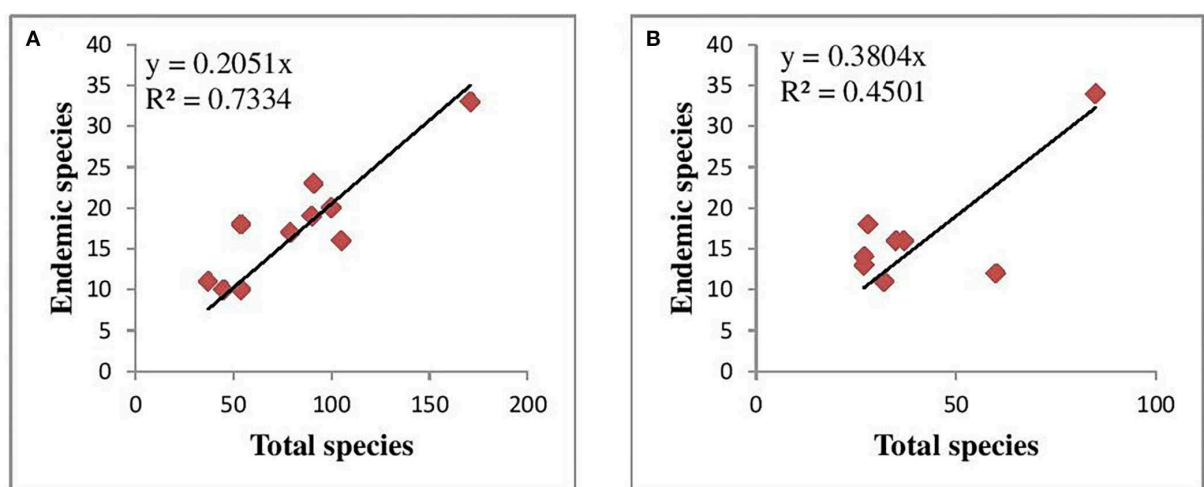 A
y = 0.2051x
R² = 0.7334
40
35
30
25
20
15
10
5
0
Endemic species
0 50 100 150 200
Total species
B
y = 0.3804x
R² = 0.4501
40
35
30
25
20
15
10
5
0
Endemic species
0 50 100
Total species